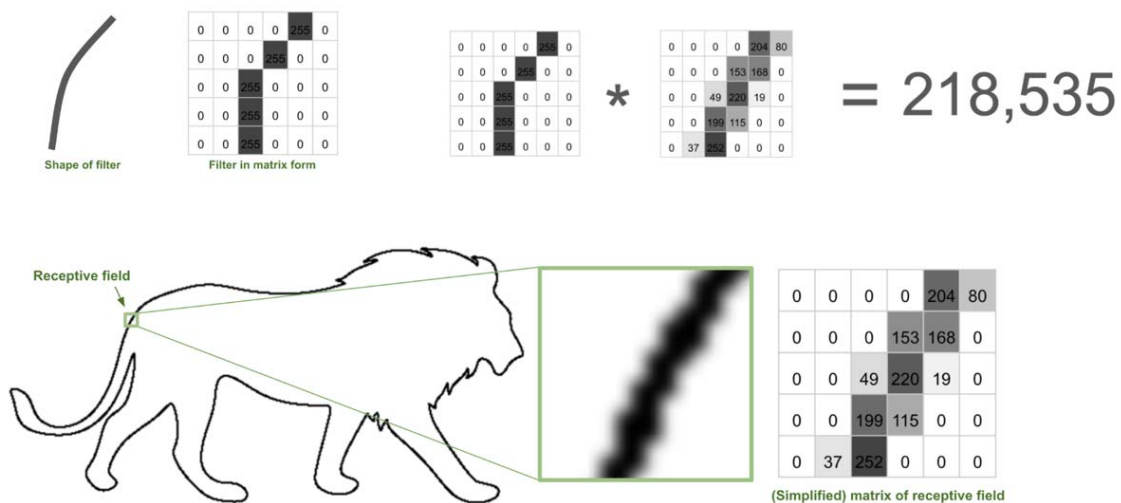 Shape of filter
0 0 0 0 255 0
0 0 0 255 0 0
0 0 255 0 0 0
0 0 255 0 0 0
0 0 255 0 0 0
Filter in matrix form
0 0 0 0 255 0
0 0 0 255 0 0
0 0 255 0 0 0
0 0 255 0 0 0
0 0 255 0 0 0
*
0 0 0 0 204 80
0 0 0 153 168 0
0 0 49 220 19 0
0 0 199 115 0 0
0 37 252 0 0 0
= 218,535
Receptive field
0 0 0 0 204 80
0 0 0 153 168 0
0 0 49 220 19 0
0 0 199 115 0 0
0 37 252 0 0 0
(Simplified) matrix of receptive field